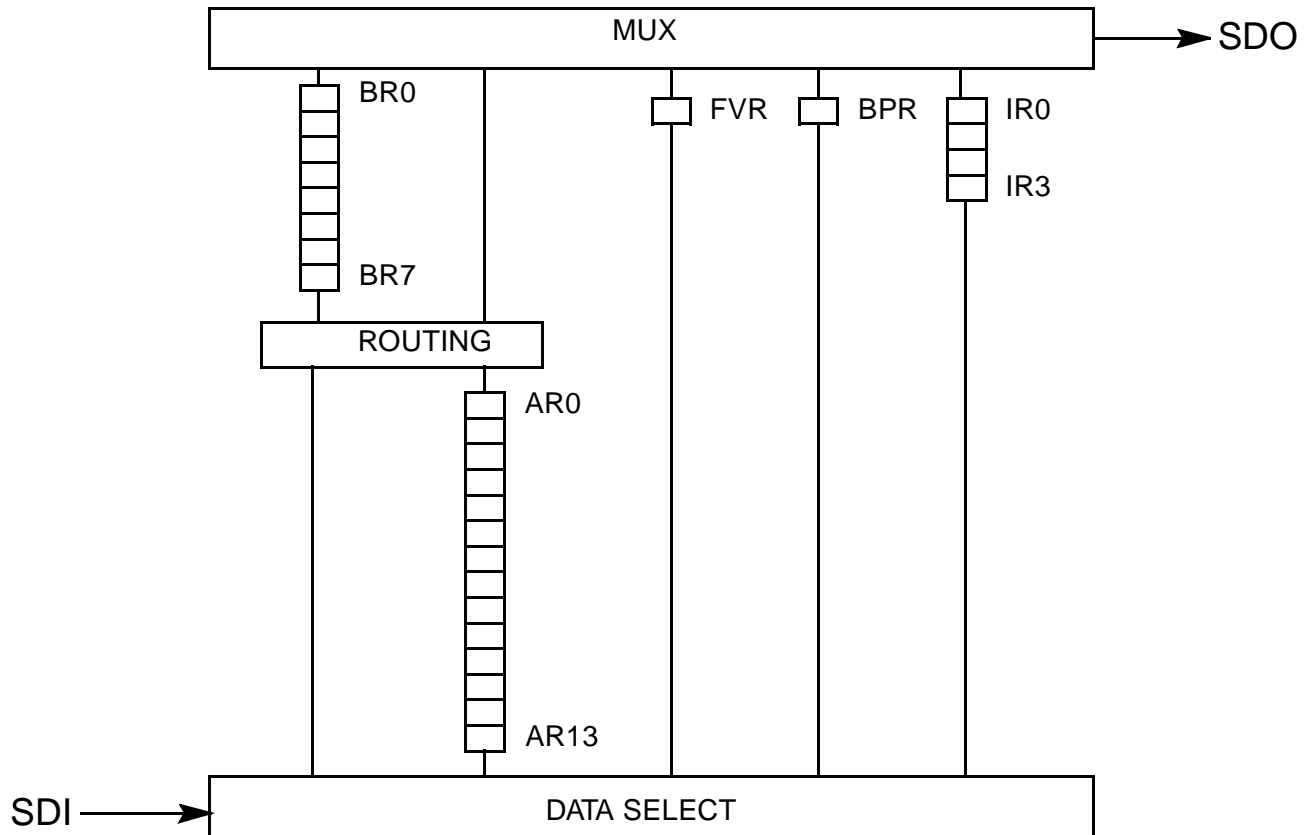 MUX
SDO
BR0
FVR
BPR
IR0
IR3
BR7
ROUTING
AR0
AR13
SDI
DATA SELECT